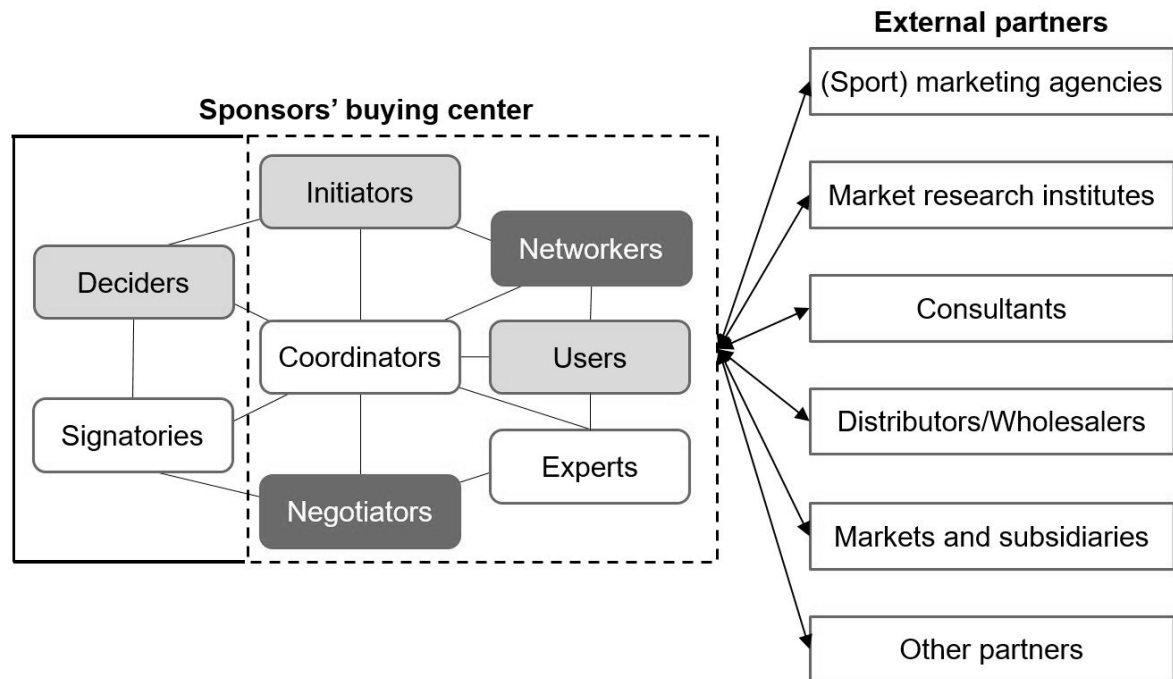 External partners
(Sport) marketing agencies
Sponsors’ buying center
Initiators
Market research institutes
Networkers
Deciders
Consultants
Coordinators
Users
Distributors/Wholesalers
Signatories
Experts
Negotiators
Markets and subsidiaries
Other partners